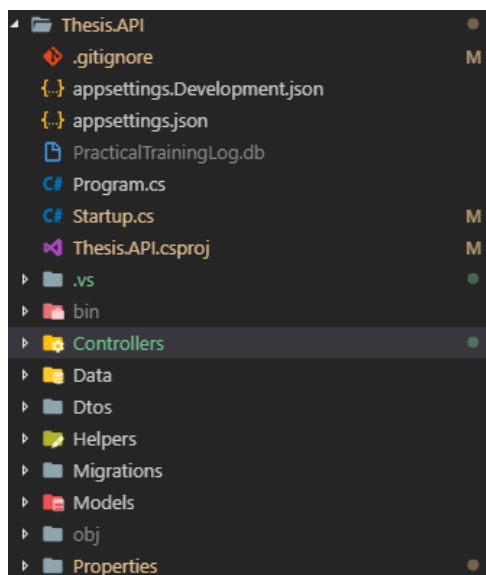 Thesis.API
.gitignore M
{..} appsettings.Development.json
{..} appsettings.json
PracticalTrainingLog.db
C# Program.cs
C# Startup.cs M
Thesis.API.csproj M
.vs
bin
Controllers
Data
Dtos
Helpers
Migrations
Models
obj
Properties